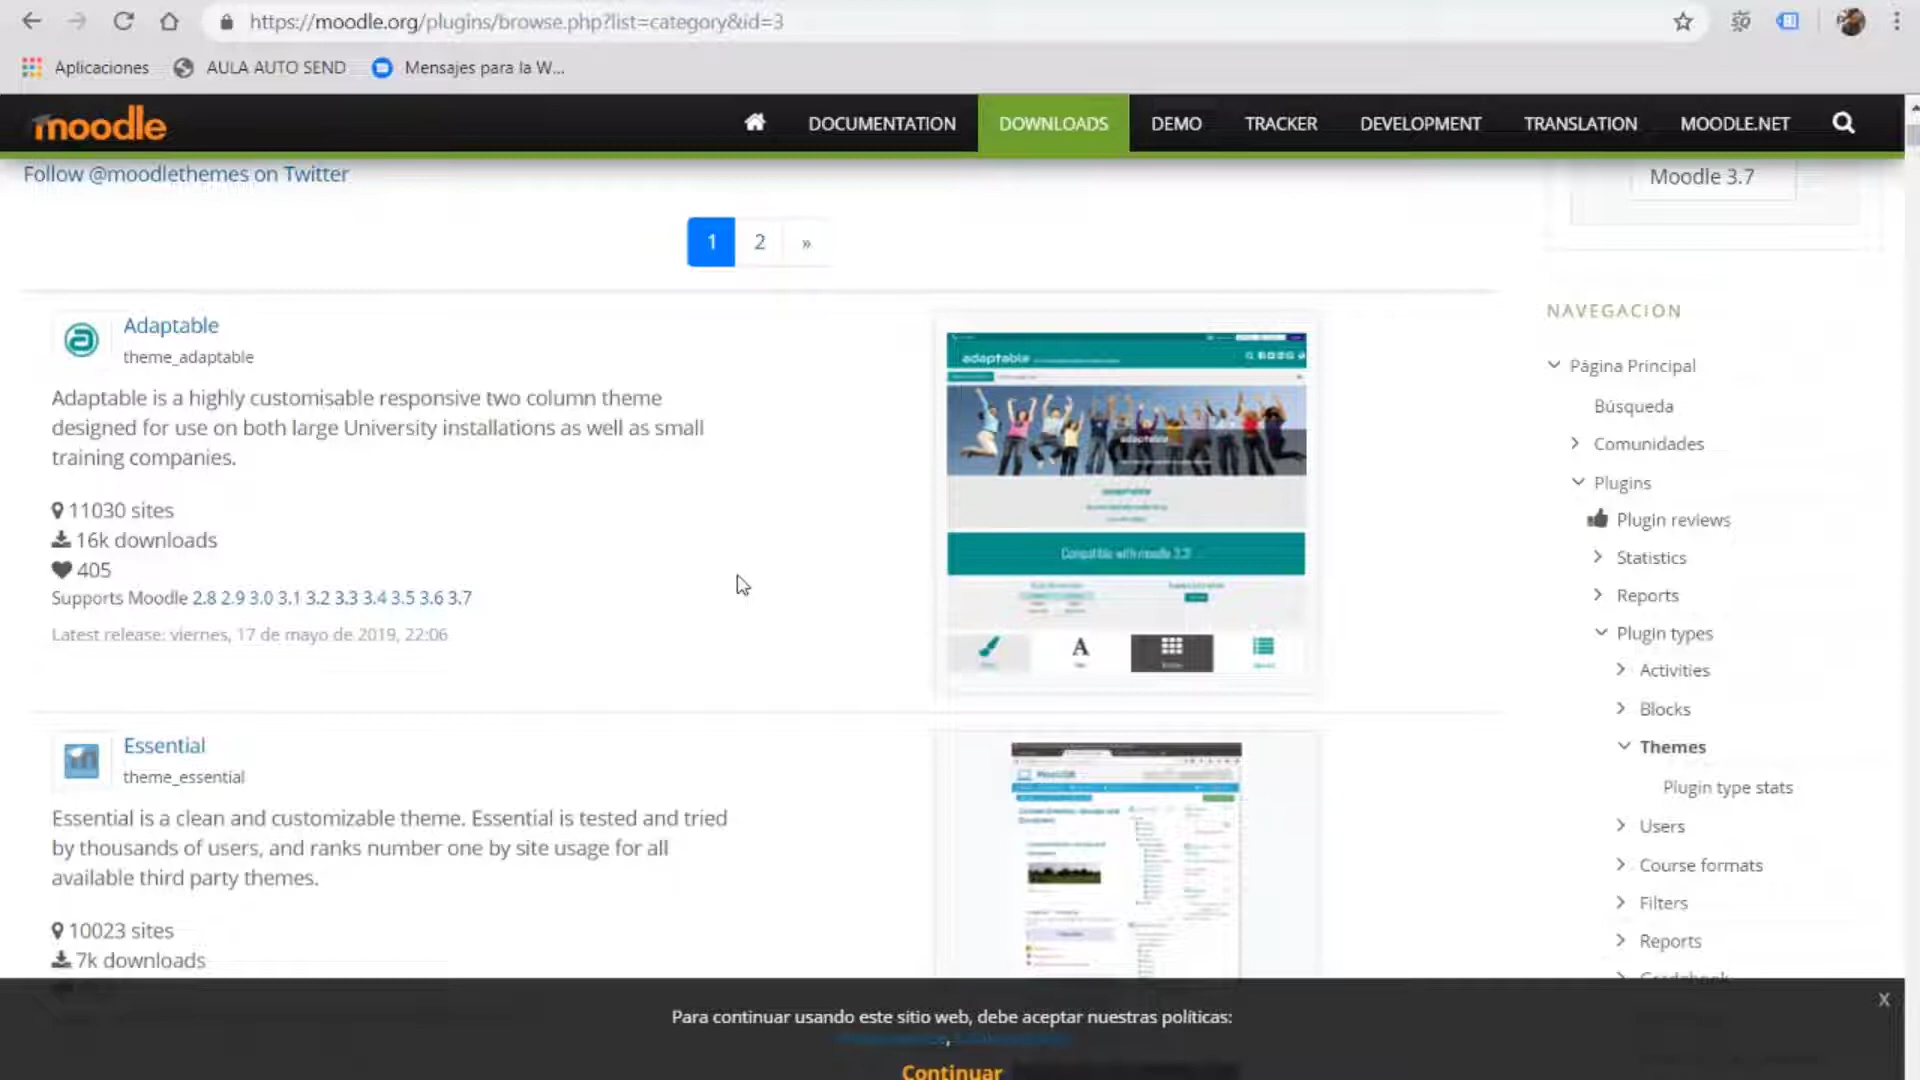 https://moodle.org/plugins/browse.php?list=category&id=3
Aplicaciones
AULA AUTO SEND
Mensajes para la W...
moodle
DOCUMENTATION
DOWNLOADS
DEMO
TRACKER
DEVELOPMENT
TRANSLATION
MOODLE.NET
Follow @moodlethemes on Twitter
1 2 »
Adaptable
theme_adaptable
Adaptable is a highly customisable responsive two column theme
designed for use on both large University installations as well as small
training companies.
11030 sites
16k downloads
405
Supports Moodle 2.8 2.9 3.0 3.1 3.2 3.3 3.4 3.5 3.6 3.7
Latest release: viernes, 17 de mayo de 2019, 22:06
adaptable
adaptable
Compatible with moodle 3.2
Essential
theme_essential
Essential is a clean and customizable theme. Essential is tested and tried
by thousands of users, and ranks number one by site usage for all
available third party themes.
10023 sites
7k downloads
Moodle 3.7
NAVEGACION
Página Principal
Búsqueda
Comunidades
Plugins
Plugin reviews
Statistics
Reports
Plugin types
Activities
Blocks
Themes
Plugin type stats
Users
Course formats
Filters
Reports
Gradebook
Para continuar usando este sitio web, debe aceptar nuestras políticas:
x
Continuar